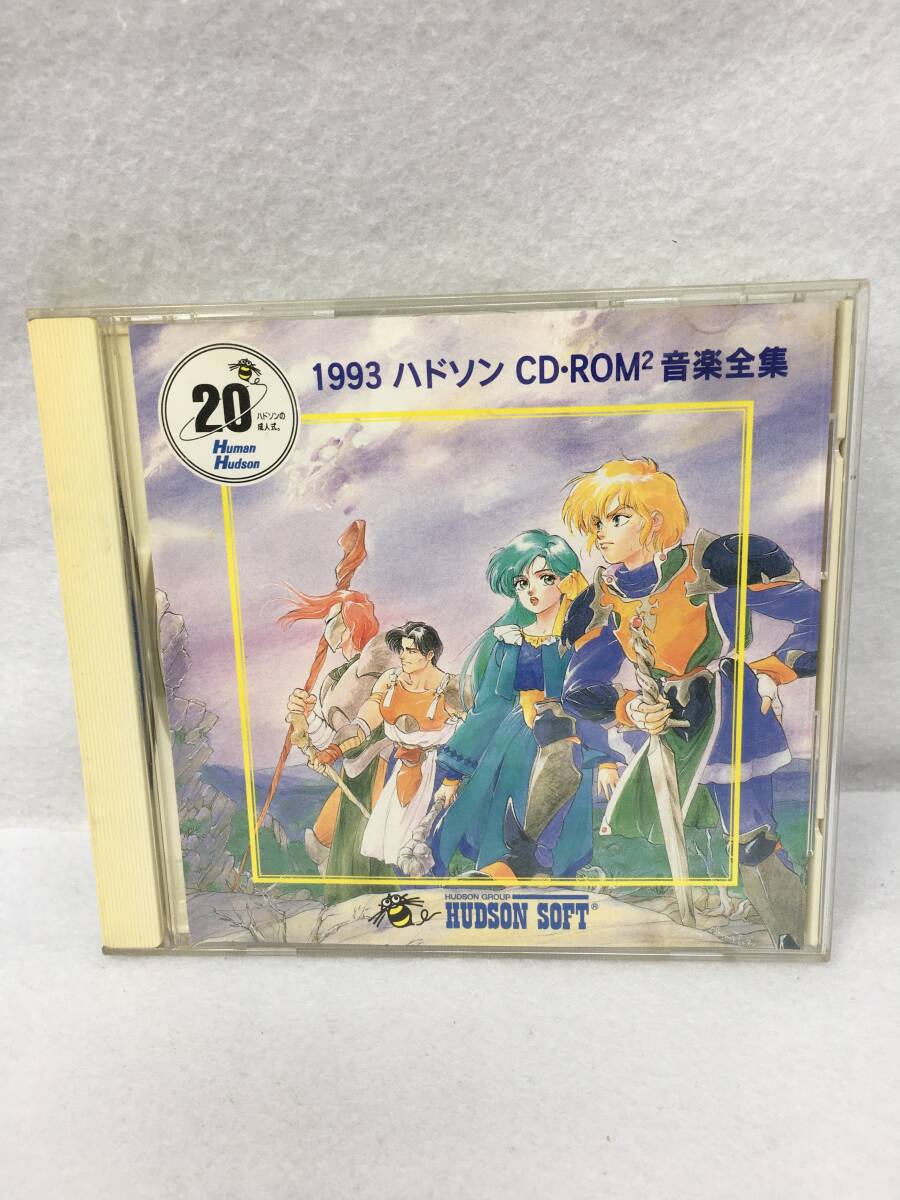 1993 ハドソン CD・ROM² 音楽全集
20
ハドソンの
成人式。
Human
Hudson
HUDSON GROUP
HUDSON SOFT®